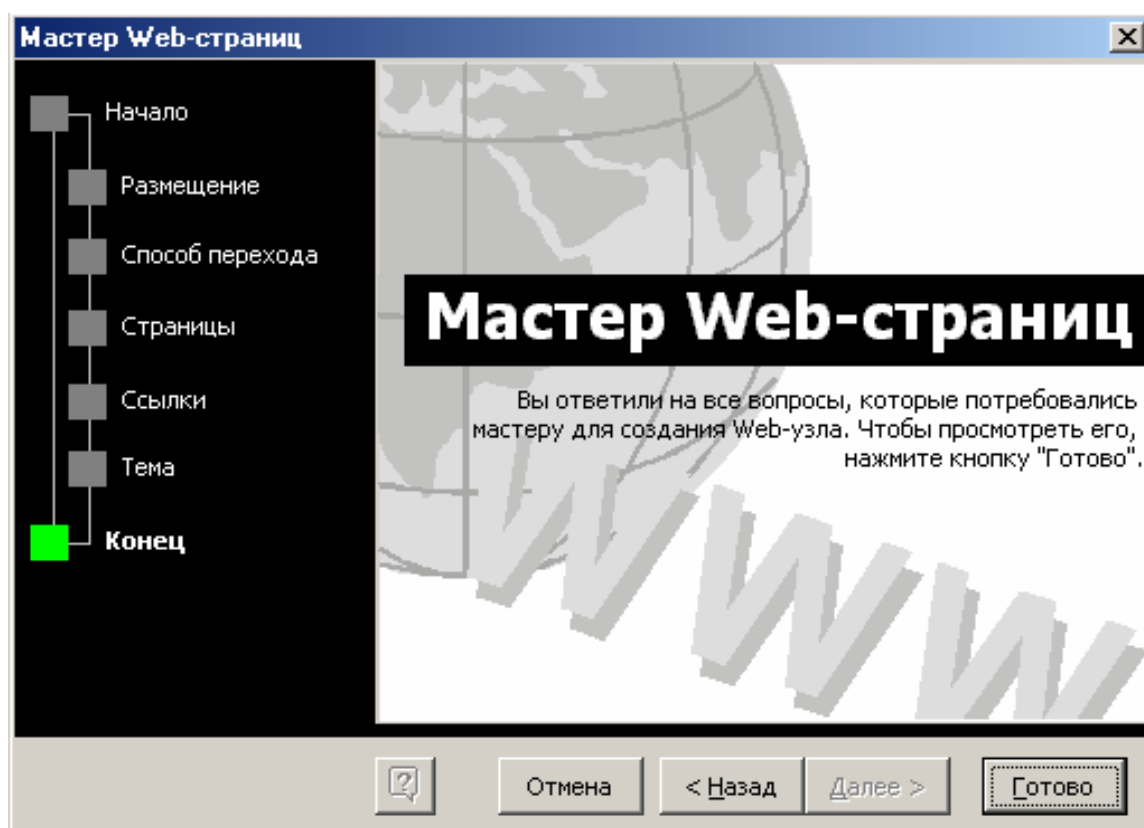 Мастер Web-страниц
Начало
Размещение
Способ перехода
Страницы
Ссылки
Тема
Конец
Мастер Web-страниц
Вы ответили на все вопросы, которые потребовались
мастеру для создания Web-узла. Чтобы просмотреть его,
нажмите кнопку "Готово".
WWW
Отмена
< Назад
Далее >
Готово